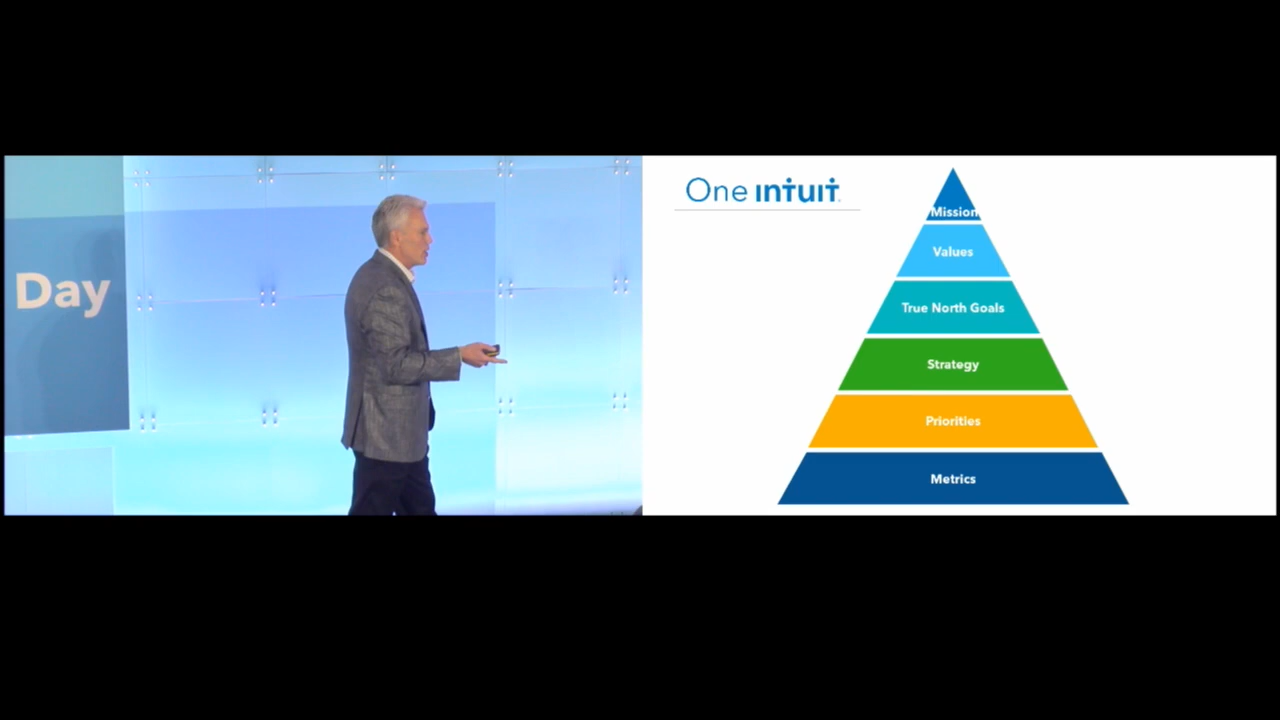 Day
One intuit
Mission
Values
True North Goals
Strategy
Priorities
Metrics